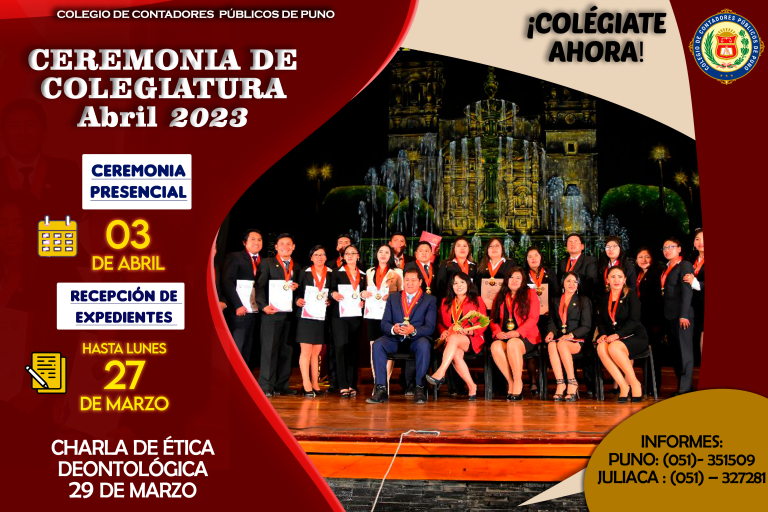 COLEGIO DE CONTADORES PÚBLICOS DE PUNO
CEREMONIA DE
COLEGIATURA
Abril 2023
CEREMONIA
PRESENCIAL
03
DE ABRIL
RECEPCIÓN DE
EXPEDIENTES
HASTA LUNES
27
DE MARZO
CHARLA DE ÉTICA
DEONTOLÓGICA
29 DE MARZO
¡COLÉGIATE
AHORA!
COLEGIO DE CONTADORES PÚBLICOS DE PUNO
INFORMES:
PUNO: (051)- 351509
JULIACA : (051) – 327281